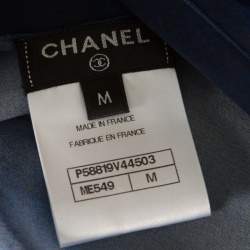 CHANEL
M
MADE IN FRANCE
FABRIQUE EN FRANCE
P58819V44503
ME549 M